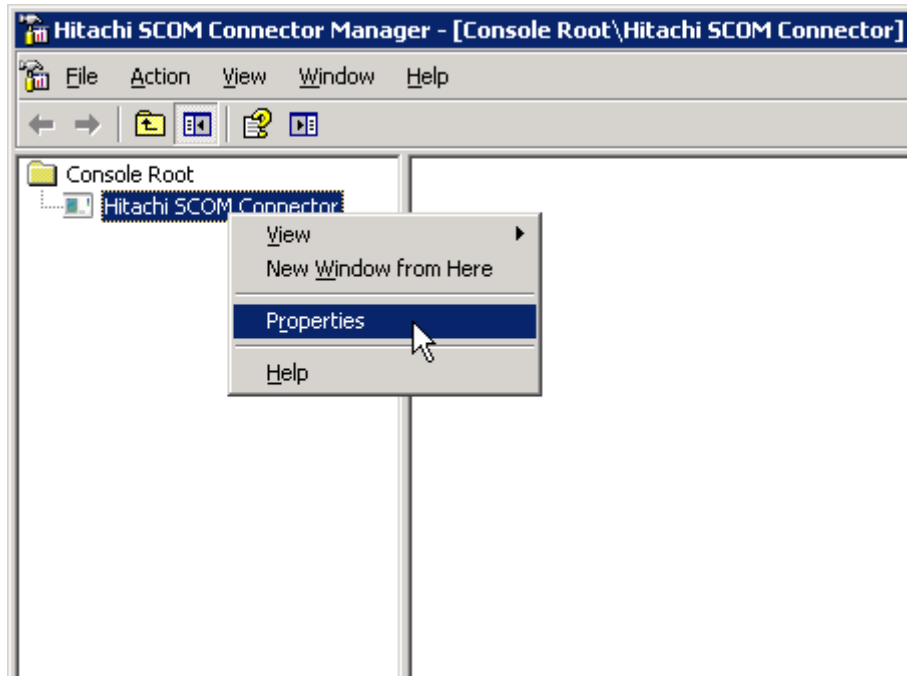 Hitachi SCOM Connector Manager - [Console Root\Hitachi SCOM Connector]
File Action View Window Help
Console Root
Hitachi SCOM Connector
View
New Window from Here
Properties
Help